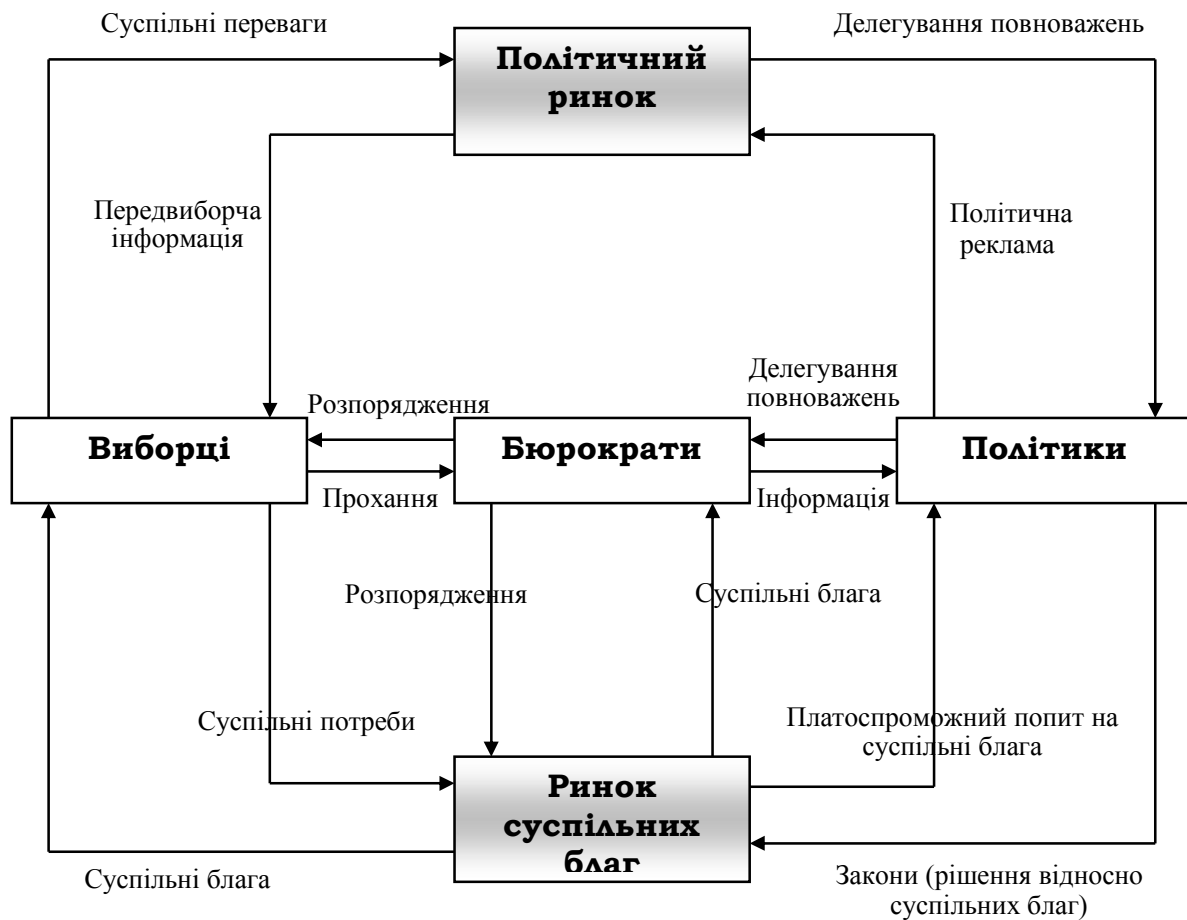 Суспільні переваги
Делегування повноважень
Політичний
ринок
Передвиборча
інформація
Політична
реклама
Делегування
повноважень
Розпорядження
Виборці
Бюрократи
Політики
Прохання
Інформація
Розпорядження
Суспільні блага
Суспільні потреби
Платоспроможний попит на
суспільні блага
Ринок
суспільних
благ
Суспільні блага
Закони (рішення відносно
суспільних благ)